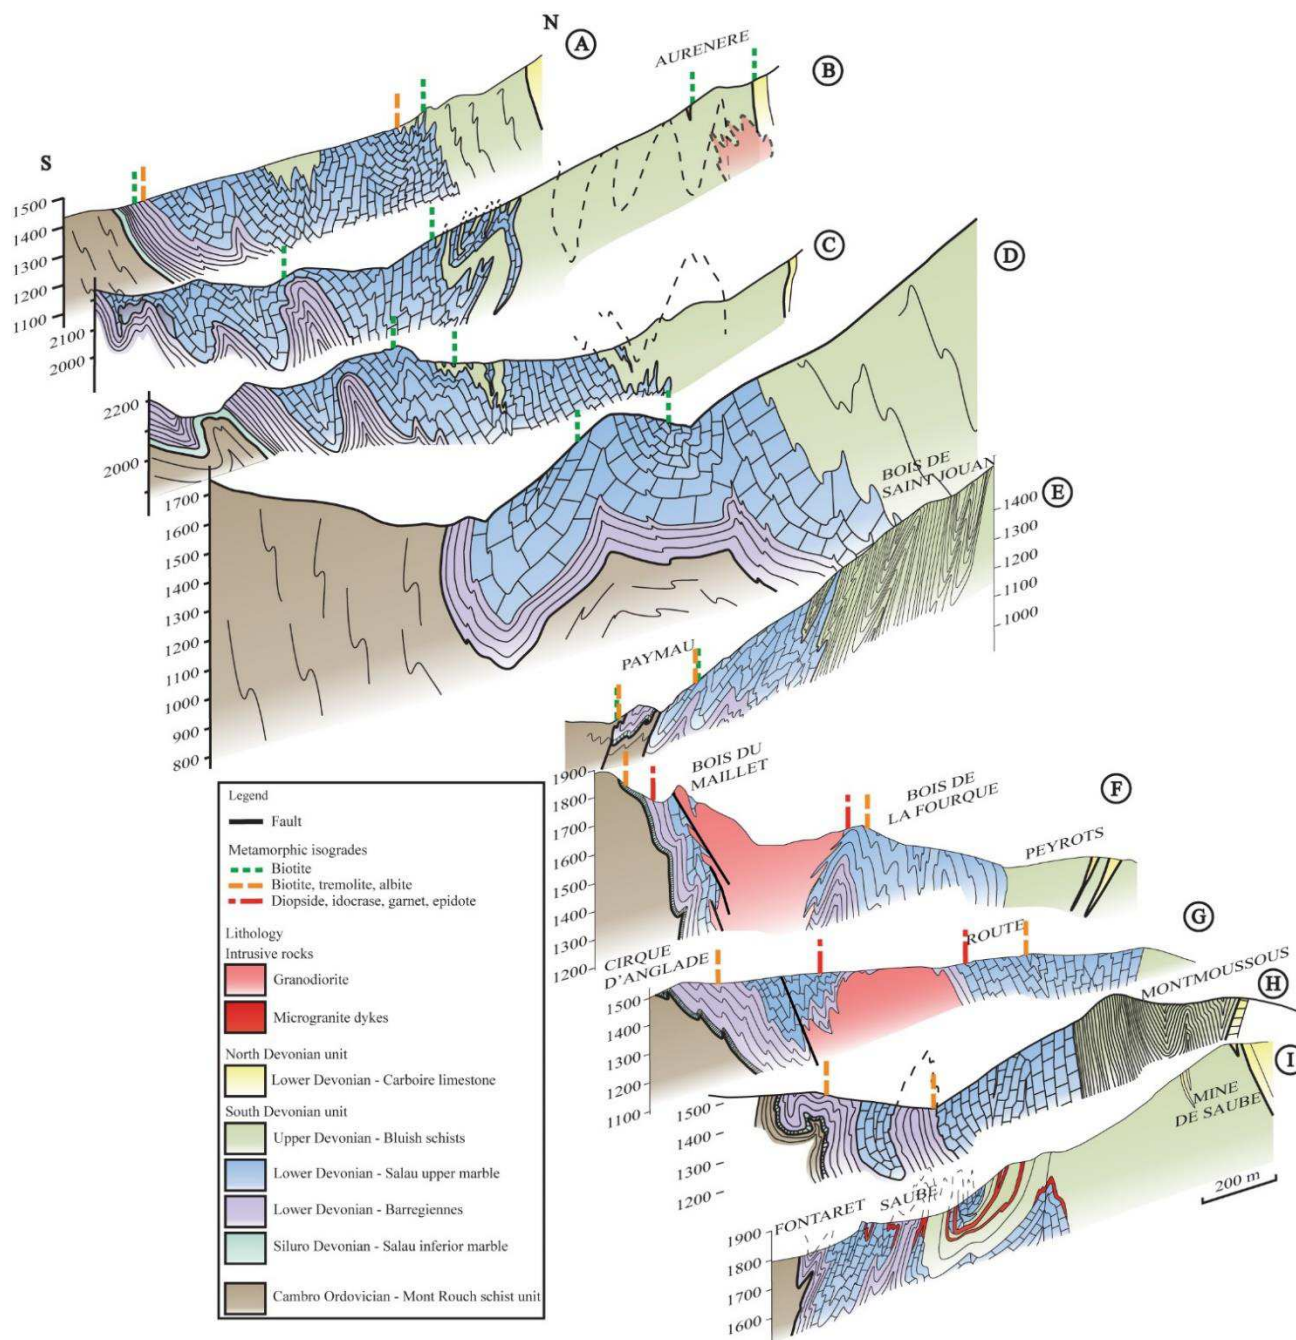 N
A
AURENERE
B
S
1500
1400
1300
1200
1100
2100
2000
C
D
2200
2000
1700
1600
1500
1400
1300
1200
1100
1000
900
800
BOIS DE
SAINT JOUAN
E
1400
1300
1200
1100
1000
PAYMAU
1900
1800
1700
1600
1500
1400
1300
1200
BOIS DU
MAILLET
BOIS DE
LA FOURQUE
F
PEYROTS
G
CIRQUE
D'ANGLADE
ROUTE
1500
1400
1300
1200
1100
MONTMOUSSOUS
H
1500
1400
1300
1200
I
MINE
DE SAUBE
FONTARET SAUBE
200 m
1900
1800
1700
1600
Legend
Fault
Metamorphic isogrades
Biotite
Biotite, tremolite, albite
Diopside, idocrase, garnet, epidote
Lithology
Intrusive rocks
Granodiorite
Microgranite dykes
North Devonian unit
Lower Devonian - Carboire limestone
South Devonian unit
Upper Devonian - Bluish schists
Lower Devonian - Salau upper marble
Lower Devonian - Barregiennes
Siluro Devonian - Salau inferior marble
Cambro Ordovician - Mont Rouch schist unit